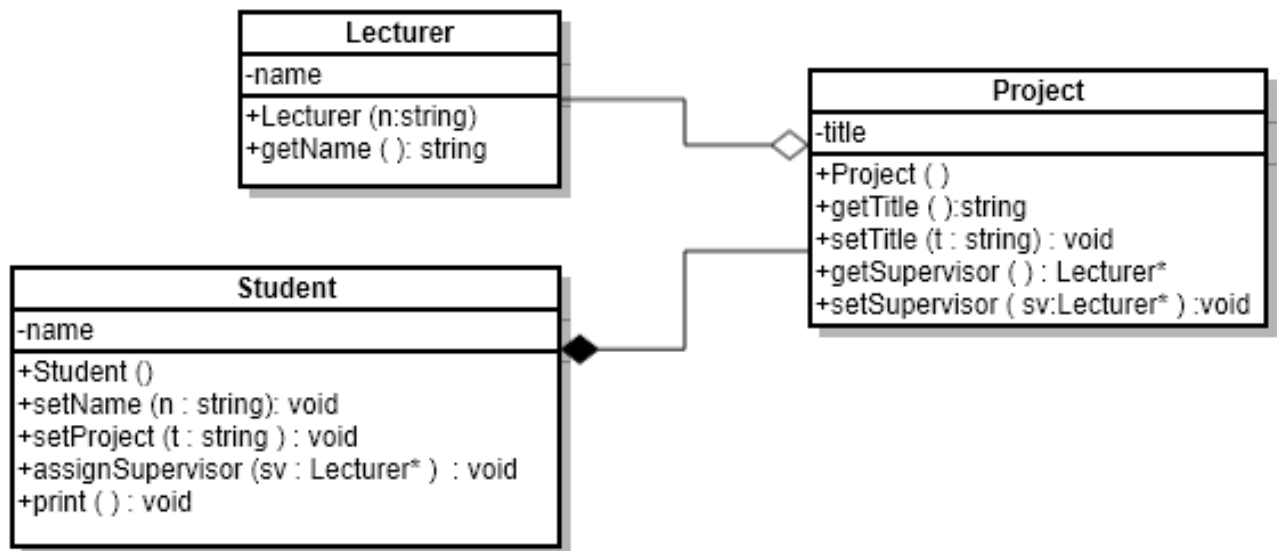 Lecturer
-name
+Lecturer (n:string)
+getName ( ): string
Project
-title
+Project ( )
+getTitle ( ):string
+setTitle (t : string) : void
+getSupervisor ( ) : Lecturer*
+setSupervisor ( sv:Lecturer* ) :void
Student
-name
+Student ()
+setName (n : string): void
+setProject (t : string ) : void
+assignSupervisor (sv : Lecturer* )  : void
+print ( ) : void